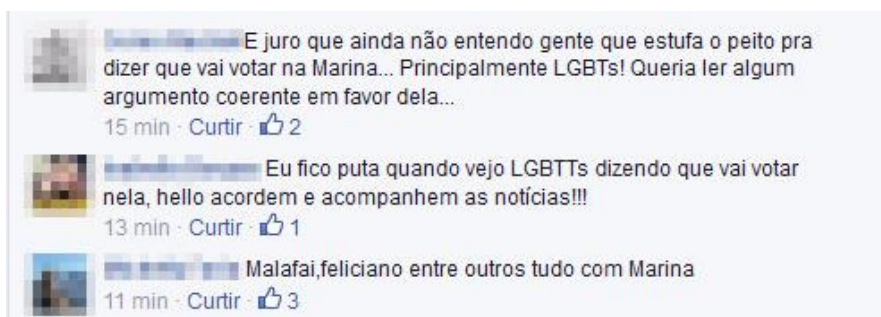 E juro que ainda não entendo gente que estufa o peito pra
dizer que vai votar na Marina... Principalmente LGBTs! Queria ler algum
argumento coerente em favor dela...
15 min · Curtir · 2
Eu fico puta quando vejo LGBTTs dizendo que vai votar
nela, hello acordem e acompanhem as notícias!!!
13 min · Curtir · 1
Malafai,feliciano entre outros tudo com Marina
11 min · Curtir · 3